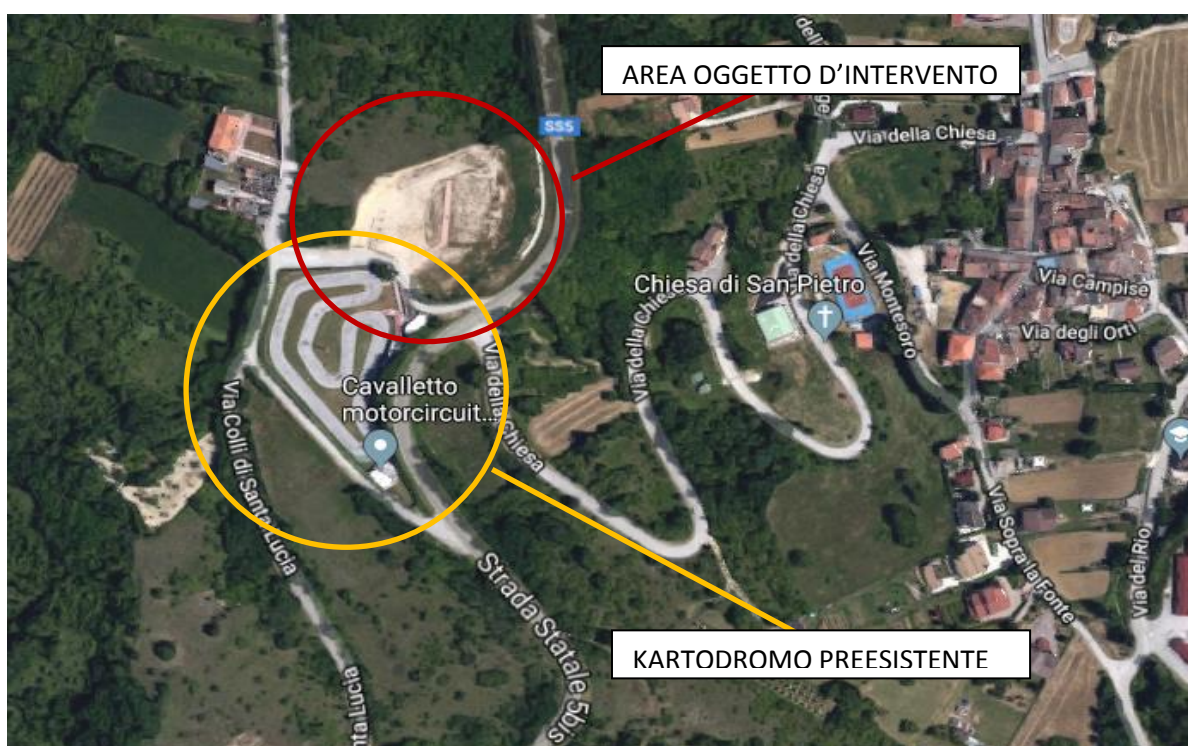 AREA OGGETTO D'INTERVENTO
SS5
Via della Chiesa
della Chiesa
Via Montesoro
Chiesa di San Pietro
Via della Chiesa
Via Campise
Via degli Orti
Via della Chiesa
Cavalletto
motorcircuit...
Via Colli di Santa Lucia
Strada Statale 5bis
Via Sopra la Fonte
Via del Rio
KARTODROMO PREESISTENTE